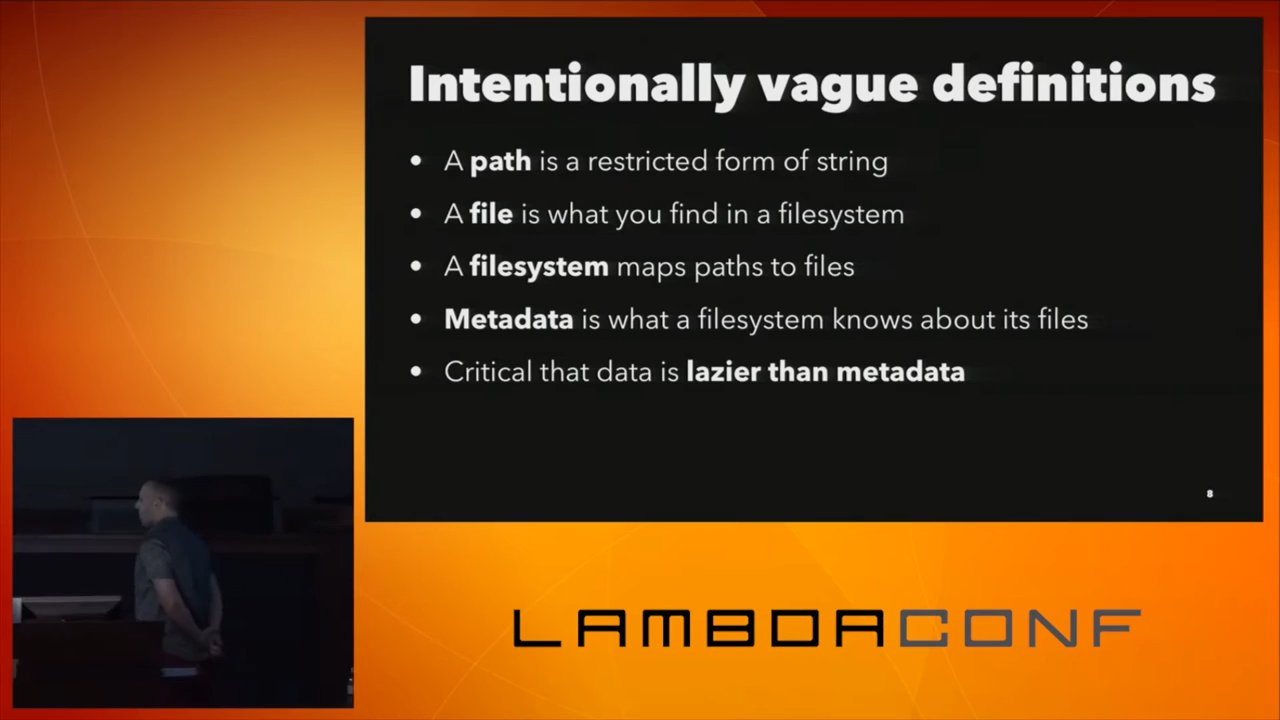 Intentionally vague definitions
• A path is a restricted form of string
• A file is what you find in a filesystem
• A filesystem maps paths to files
• Metadata is what a filesystem knows about its files
• Critical that data is lazier than metadata
8
LAMBDACONF